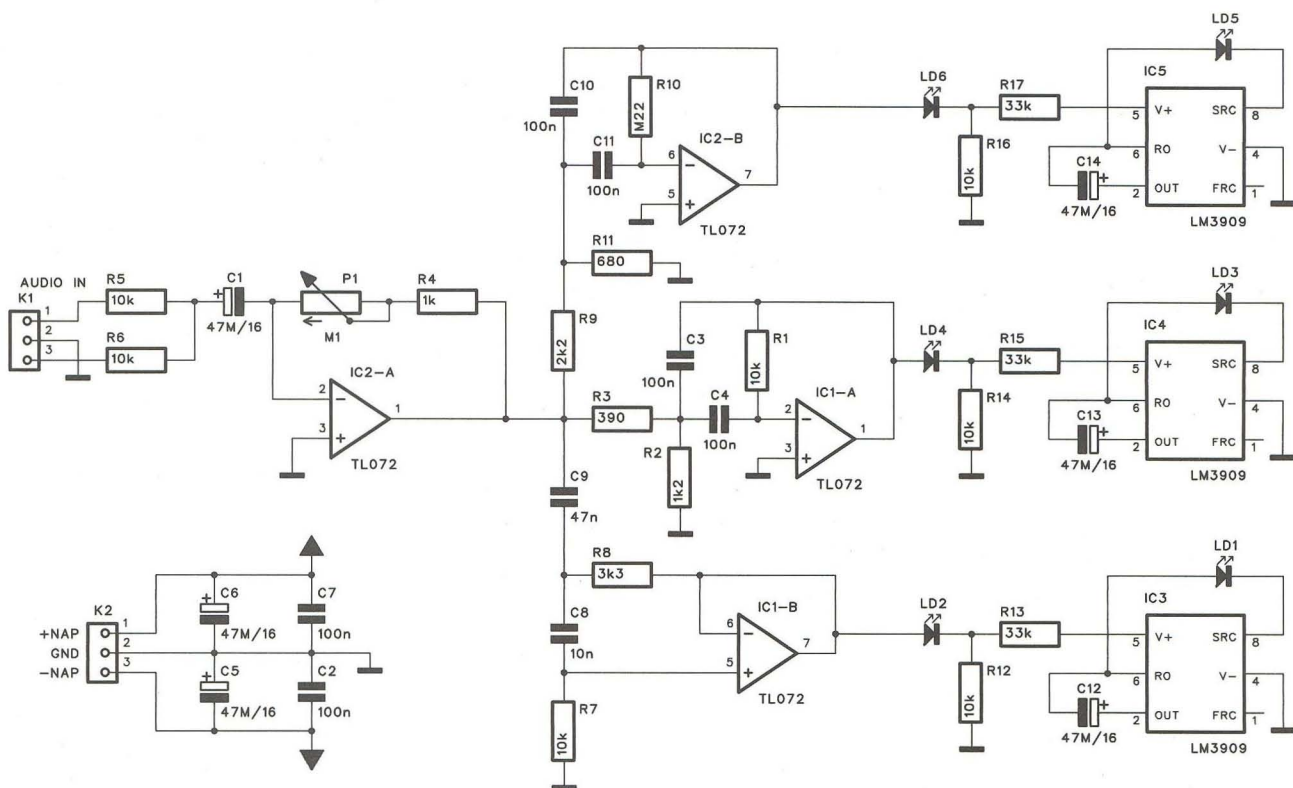 LD5
C10
R10
M22
100n
C11
100n
IC2-B
6
5
7
TL072
LD6
R17
33k
R16
10k
IC5
5
V+
SRC
8
6
RO
V-
4
C14
+
2
OUT
FRC
1
47M/16
LM3909
R11
680
AUDIO IN
K1
1
2
3
R5
10k
R6
10k
C1
+
47M/16
P1
M1
R4
1k
IC2-A
2
3
1
TL072
R9
2k2
C3
100n
R1
10k
R3
390
C4
100n
R2
1k2
IC1-A
2
3
1
TL072
LD4
R15
33k
R14
10k
LD3
IC4
5
V+
SRC
8
6
RO
V-
4
C13
+
2
OUT
FRC
1
47M/16
LM3909
C9
47n
R8
3k3
C8
10n
IC1-B
6
5
7
TL072
R7
10k
LD2
R13
33k
R12
10k
LD1
IC3
5
V+
SRC
8
6
RO
V-
4
C12
+
2
OUT
FRC
1
47M/16
LM3909
K2
+NAP
1
GND
2
-NAP
3
+
C6
47M/16
C7
100n
+
C5
47M/16
C2
100n